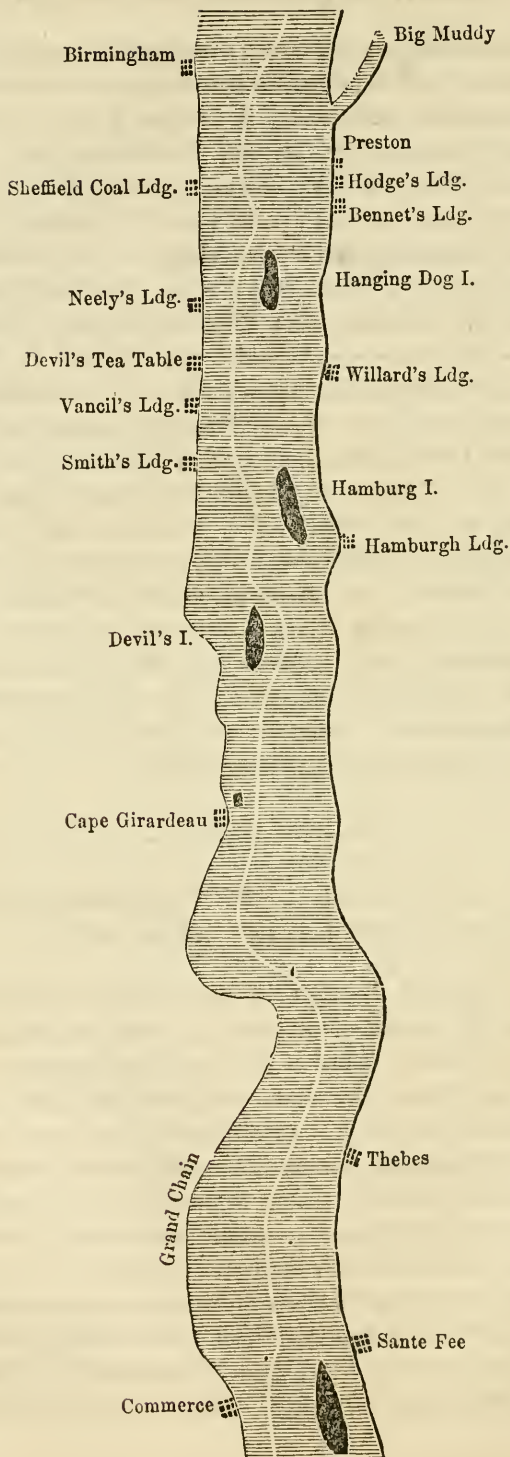 Big Muddy
Birmingham
Preston
Sheffield Coal Ldg.
Hodge's Ldg.
Bennet's Ldg.
Hanging Dog I.
Neely's Ldg.
Devil's Tea Table
Willard's Ldg.
Vancil's Ldg.
Smith's Ldg.
Hamburg I.
Hamburgh Ldg.
Devil's I.
Cape Girardeau
Thebes
Grand Chain
Sante Fee
Commerce